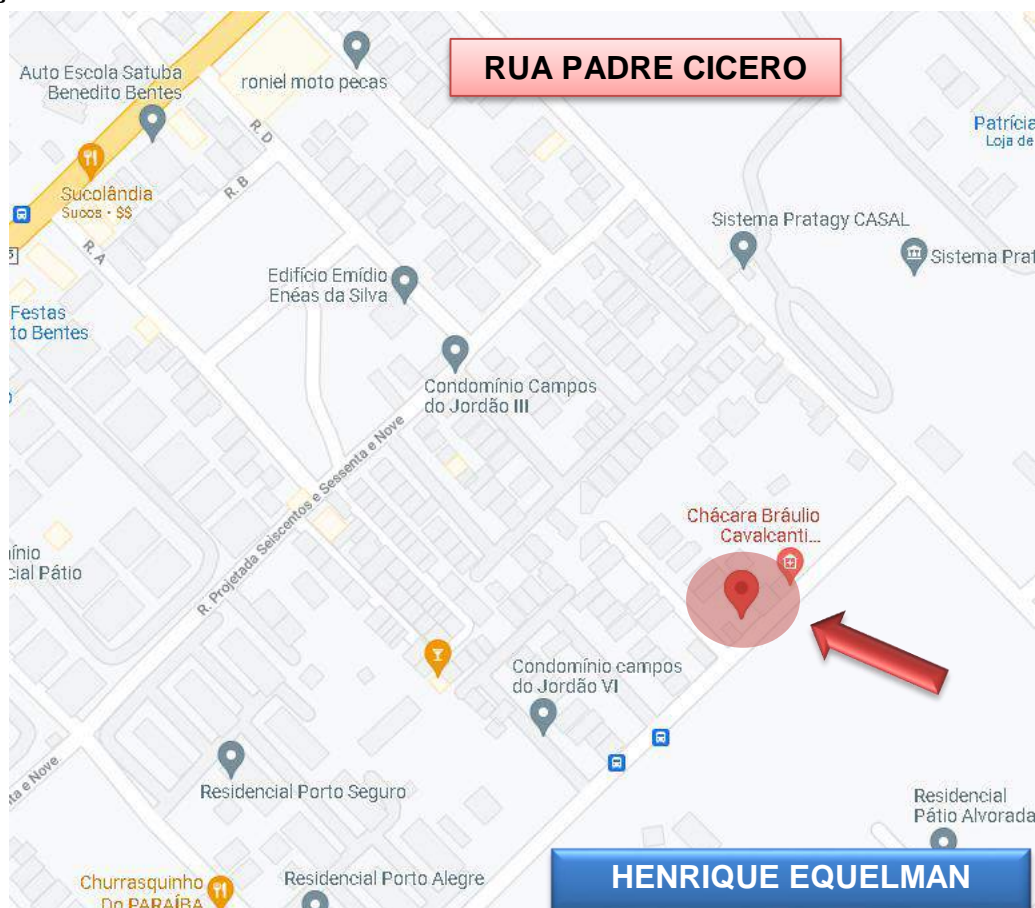 RUA PADRE CICERO
Auto Escola Satuba
Benedito Bentes
roniel moto pecas
Patrícia
Loja de
R. D
Sucolândia
Sucos · $$
R. B
R. A
Sistema Pratagy CASAL
Sistema Prat
Edifício Emídio
Enéas da Silva
Festas
to Bentes
Condomínio Campos
do Jordão III
R. Projetada Seiscentos e Sessenta e Nove
Chácara Bráulio
Cavalcanti...
ínio
cial Pátio
Condomínio campos
do Jordão VI
ta e Nove
Residencial Porto Seguro
Residencial
Pátio Alvorada
Churrasquinho
Do PARAÍBA
Residencial Porto Alegre
HENRIQUE EQUELMAN